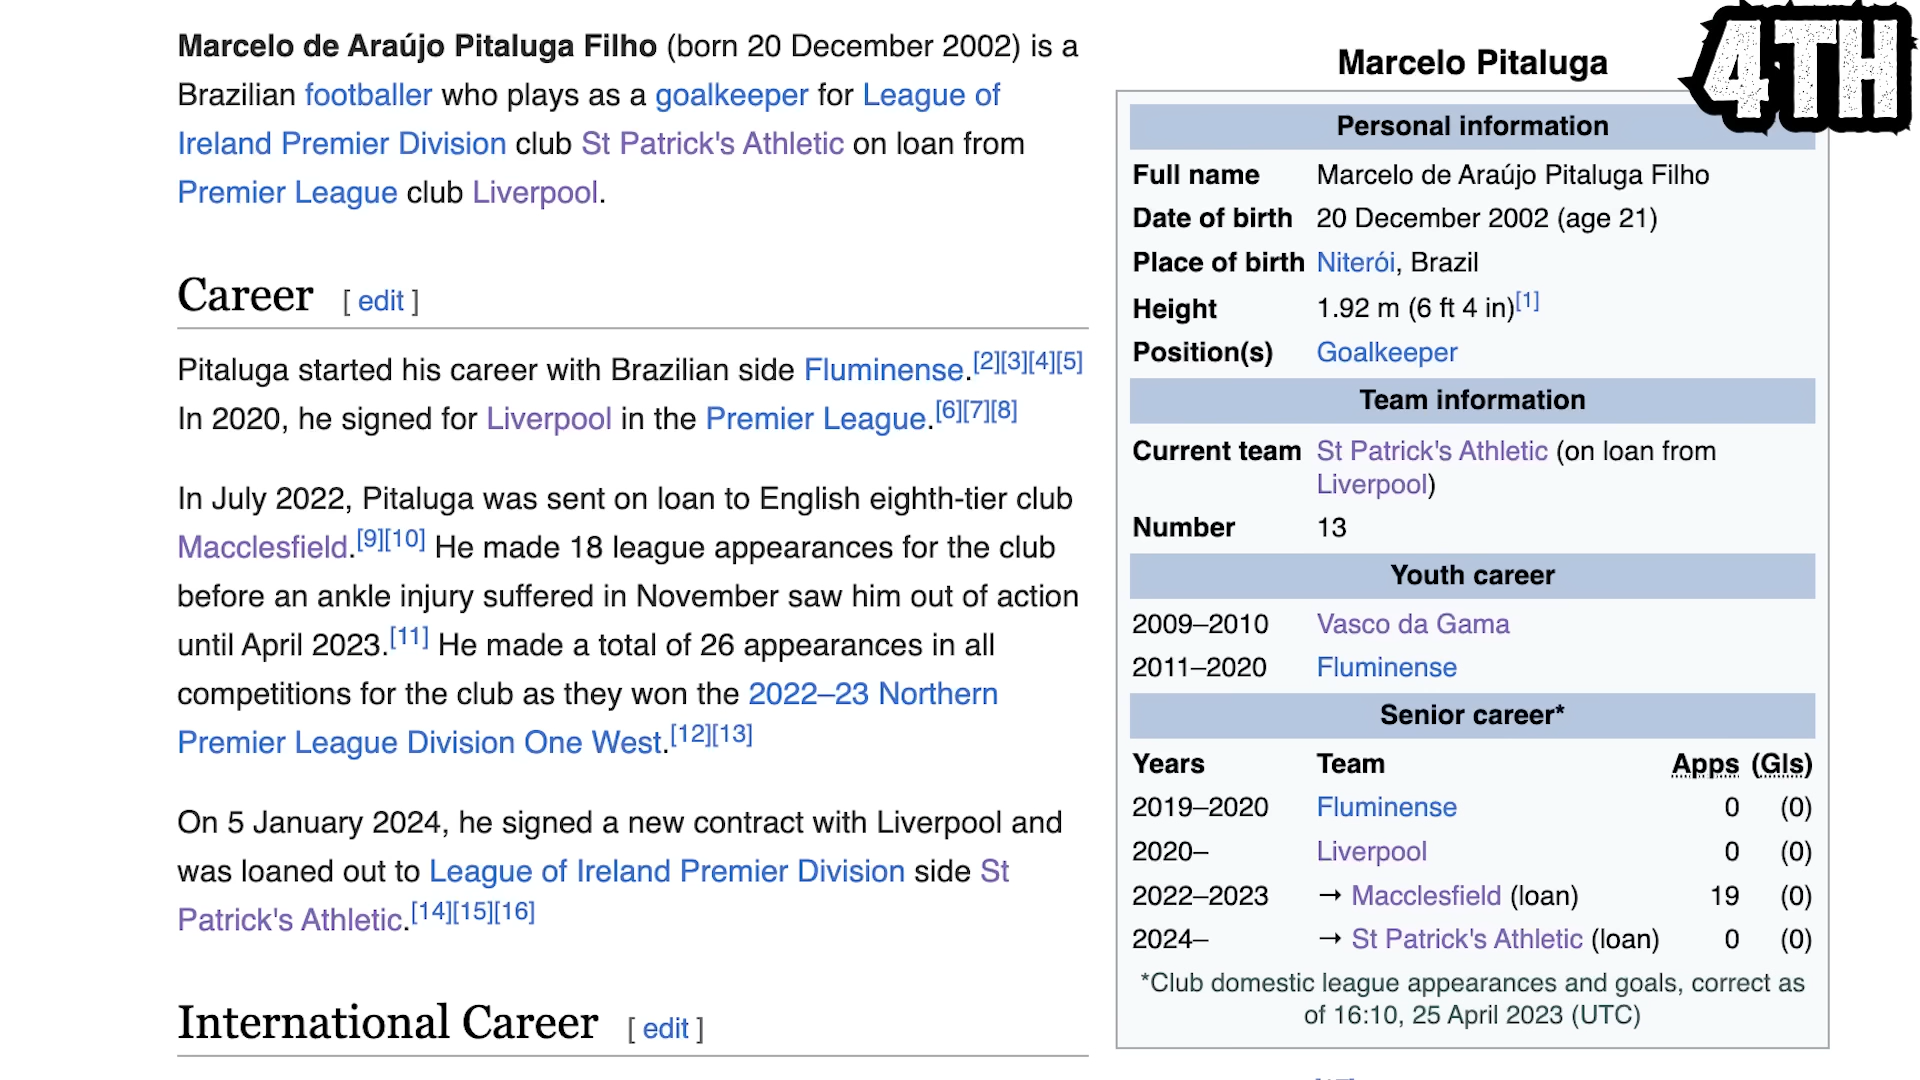 Marcelo de Araújo Pitaluga Filho (born 20 December 2002) is a
Brazilian footballer who plays as a goalkeeper for League of
Ireland Premier Division club St Patrick's Athletic on loan from
Premier League club Liverpool.
Career [ edit ]
Pitaluga started his career with Brazilian side Fluminense.[2][3][4][5]
In 2020, he signed for Liverpool in the Premier League.[6][7][8]
In July 2022, Pitaluga was sent on loan to English eighth-tier club
Macclesfield.[9][10] He made 18 league appearances for the club
before an ankle injury suffered in November saw him out of action
until April 2023.[11] He made a total of 26 appearances in all
competitions for the club as they won the 2022–23 Northern
Premier League Division One West.[12][13]
On 5 January 2024, he signed a new contract with Liverpool and
was loaned out to League of Ireland Premier Division side St
Patrick's Athletic.[14][15][16]
International Career [ edit ]
4TH
Marcelo Pitaluga
Personal information
Full name Marcelo de Araújo Pitaluga Filho
Date of birth 20 December 2002 (age 21)
Place of birth Niterói, Brazil
Height 1.92 m (6 ft 4 in)[1]
Position(s) Goalkeeper
Team information
Current team St Patrick's Athletic (on loan from
Liverpool)
Number 13
Youth career
2009–2010 Vasco da Gama
2011–2020 Fluminense
Senior career*
Years Team Apps (Gls)
2019–2020 Fluminense 0 (0)
2020– Liverpool 0 (0)
2022–2023 → Macclesfield (loan) 19 (0)
2024– → St Patrick's Athletic (loan) 0 (0)
*Club domestic league appearances and goals, correct as
of 16:10, 25 April 2023 (UTC)